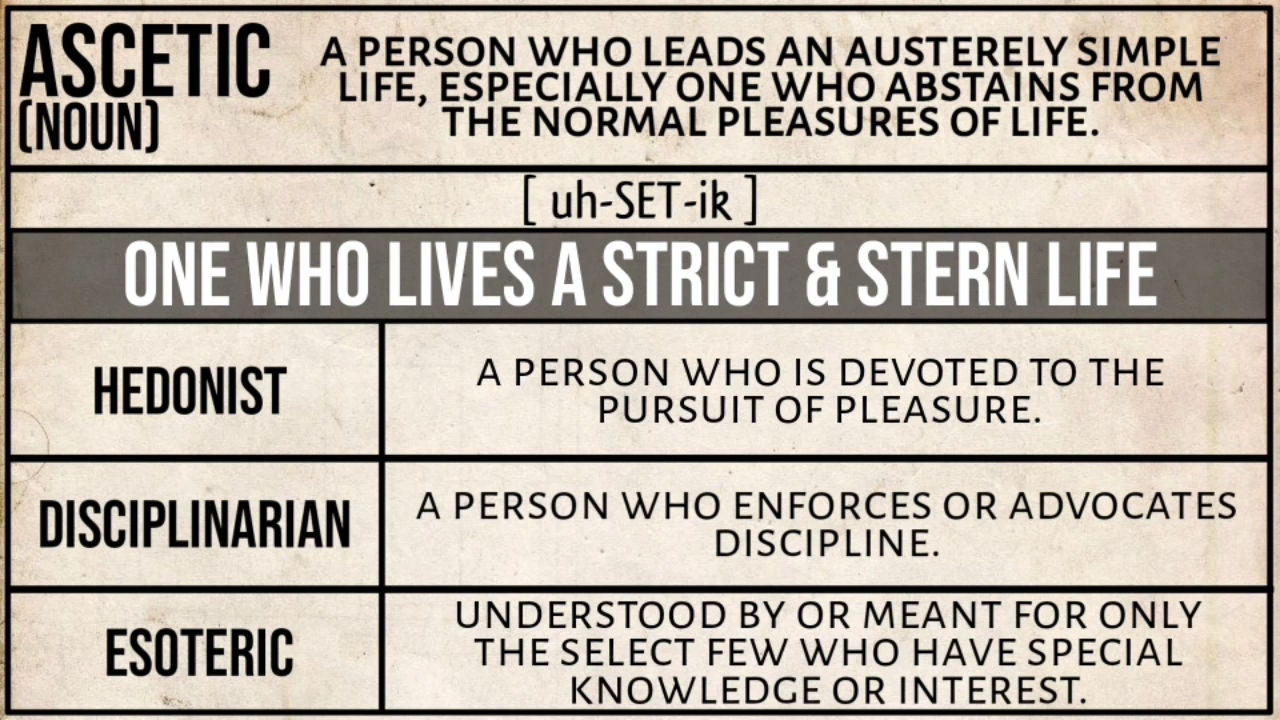 ASCETIC
(NOUN)
A PERSON WHO LEADS AN AUSTERELY SIMPLE
LIFE, ESPECIALLY ONE WHO ABSTAINS FROM
THE NORMAL PLEASURES OF LIFE.
[ uh-SET-ik ]
ONE WHO LIVES A STRICT & STERN LIFE
HEDONIST
A PERSON WHO IS DEVOTED TO THE
PURSUIT OF PLEASURE.
DISCIPLINARIAN
A PERSON WHO ENFORCES OR ADVOCATES
DISCIPLINE.
ESOTERIC
UNDERSTOOD BY OR MEANT FOR ONLY
THE SELECT FEW WHO HAVE SPECIAL
KNOWLEDGE OR INTEREST.